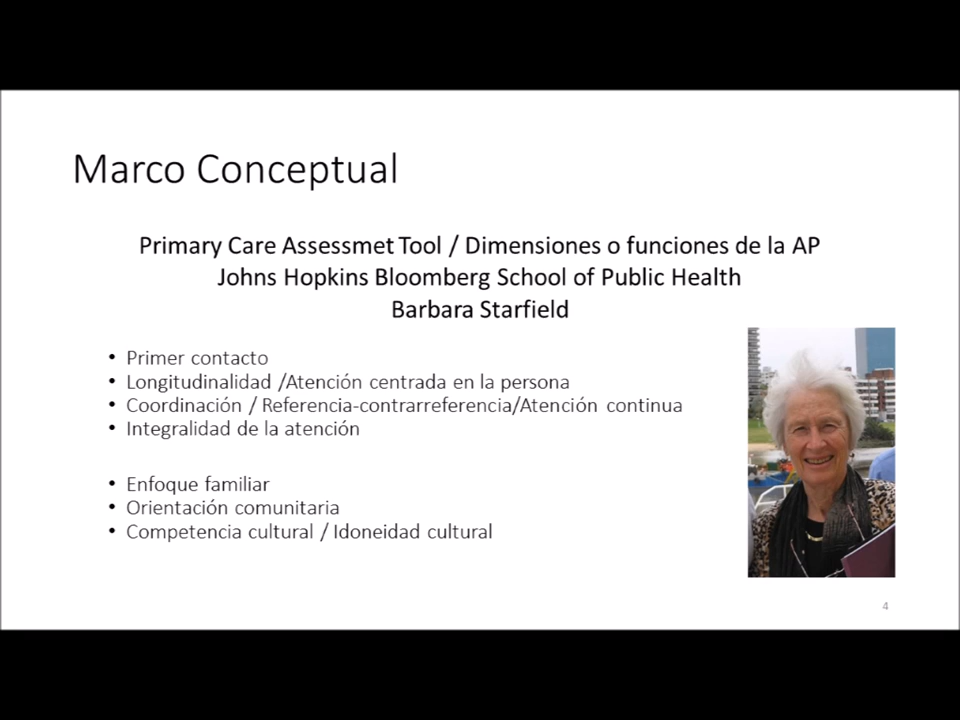 Marco Conceptual
Primary Care Assessmet Tool / Dimensiones o funciones de la AP
Johns Hopkins Bloomberg School of Public Health
Barbara Starfield
• Primer contacto
• Longitudinalidad /Atención centrada en la persona
• Coordinación / Referencia-contrarreferencia/Atención continua
• Integralidad de la atención
• Enfoque familiar
• Orientación comunitaria
• Competencia cultural / Idoneidad cultural
4